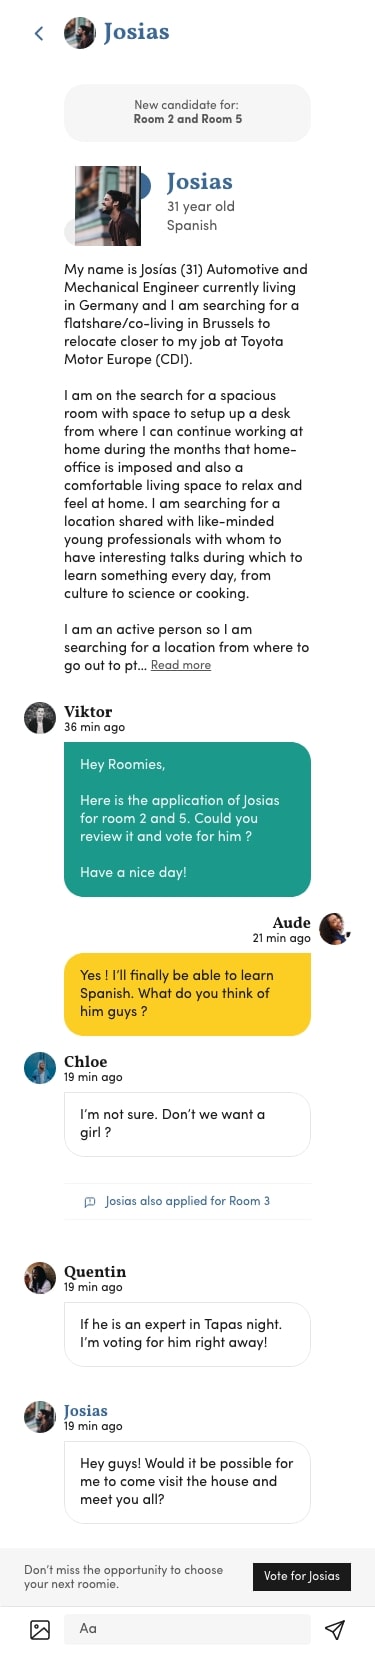 Josias
New candidate for:
Room 2 and Room 5
Josias
31 year old
Spanish
My name is Josías (31) Automotive and
Mechanical Engineer currently living
in Germany and I am searching for a
flatshare/co-living in Brussels to
relocate closer to my job at Toyota
Motor Europe (CDI).
I am on the search for a spacious
room with space to setup up a desk
from where I can continue working at
home during the months that home-
office is imposed and also a
comfortable living space to relax and
feel at home. I am searching for a
location shared with like-minded
young professionals with whom to
have interesting talks during which to
learn something every day, from
culture to science or cooking.
I am an active person so I am
searching for a location from where to
go out to pt... Read more
Viktor
36 min ago
Hey Roomies,
Here is the application of Josias
for room 2 and 5. Could you
review it and vote for him ?
Have a nice day!
Aude
21 min ago
Yes ! I'll finally be able to learn
Spanish. What do you think of
him guys ?
Chloe
19 min ago
I'm not sure. Don't we want a
girl ?
Josias also applied for Room 3
Quentin
19 min ago
If he is an expert in Tapas night.
I'm voting for him right away!
Josias
19 min ago
Hey guys! Would it be possible for
me to come visit the house and
meet you all?
Don't miss the opportunity to choose
your next roomie.
Vote for Josias
Aa